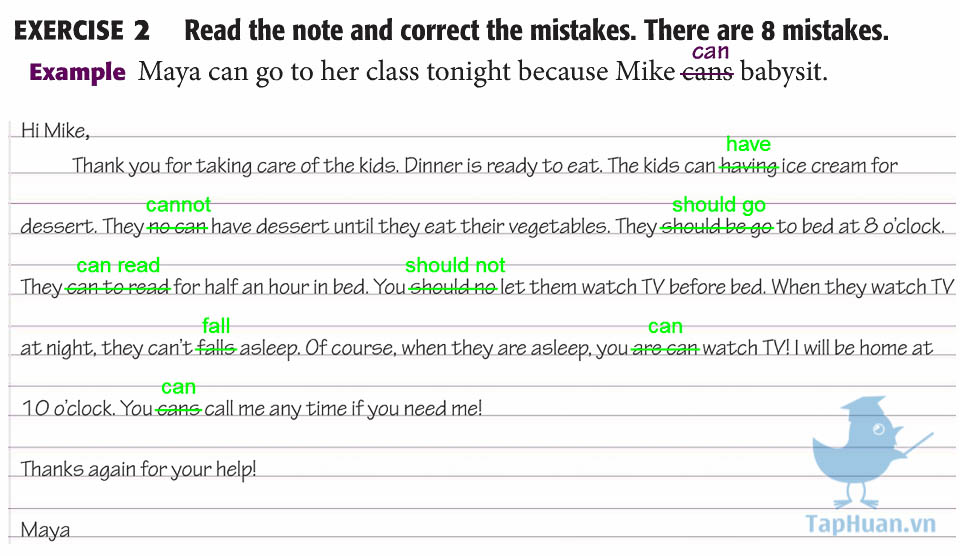 EXERCISE 2 Read the note and correct the mistakes. There are 8 mistakes.
can
Example Maya can go to her class tonight because Mike cans babysit.
Hi Mike,
have
Thank you for taking care of the kids. Dinner is ready to eat. The kids can having ice cream for
cannot should go
dessert. They no can have dessert until they eat their vegetables. They should be go to bed at 8 o'clock.
can read should not
They can to read for half an hour in bed. You should no let them watch TV before bed. When they watch TV
fall can
at night, they can't falls asleep. Of course, when they are asleep, you are can watch TV! I will be home at
can
10 o'clock. You cans call me any time if you need me!
Thanks again for your help!
Maya
TapHuan.vn